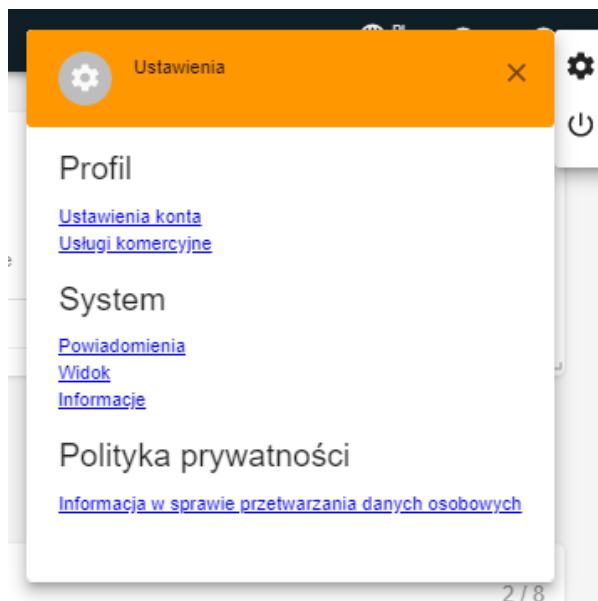 Ustawienia
Profil
Ustawienia konta
Usługi komercyjne
e
System
Powiadomienia
Widok
Informacje
Polityka prywatności
Informacja w sprawie przetwarzania danych osobowych
2 / 8